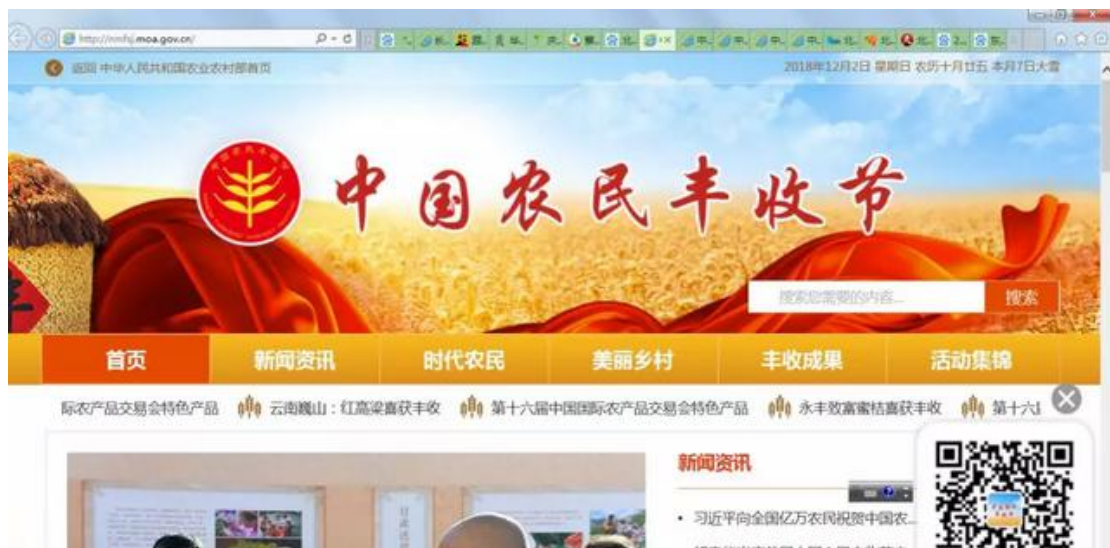 http://nmfsj.moa.gov.cn/
返回 中华人民共和国农业农村部首页
2018年12月2日 星期日 农历十月廿五 本月7日大雪
中国农民丰收节
搜索您需要的内容...
搜索
首页 新闻资讯 时代农民 美丽乡村 丰收成果 活动集锦
际农产品交易会特色产品 云南巍山：红高粱喜获丰收 第十六届中国国际农产品交易会特色产品 永丰致富蜜桔喜获丰收 第十六届
新闻资讯
• 习近平向全国亿万农民祝贺中国农...